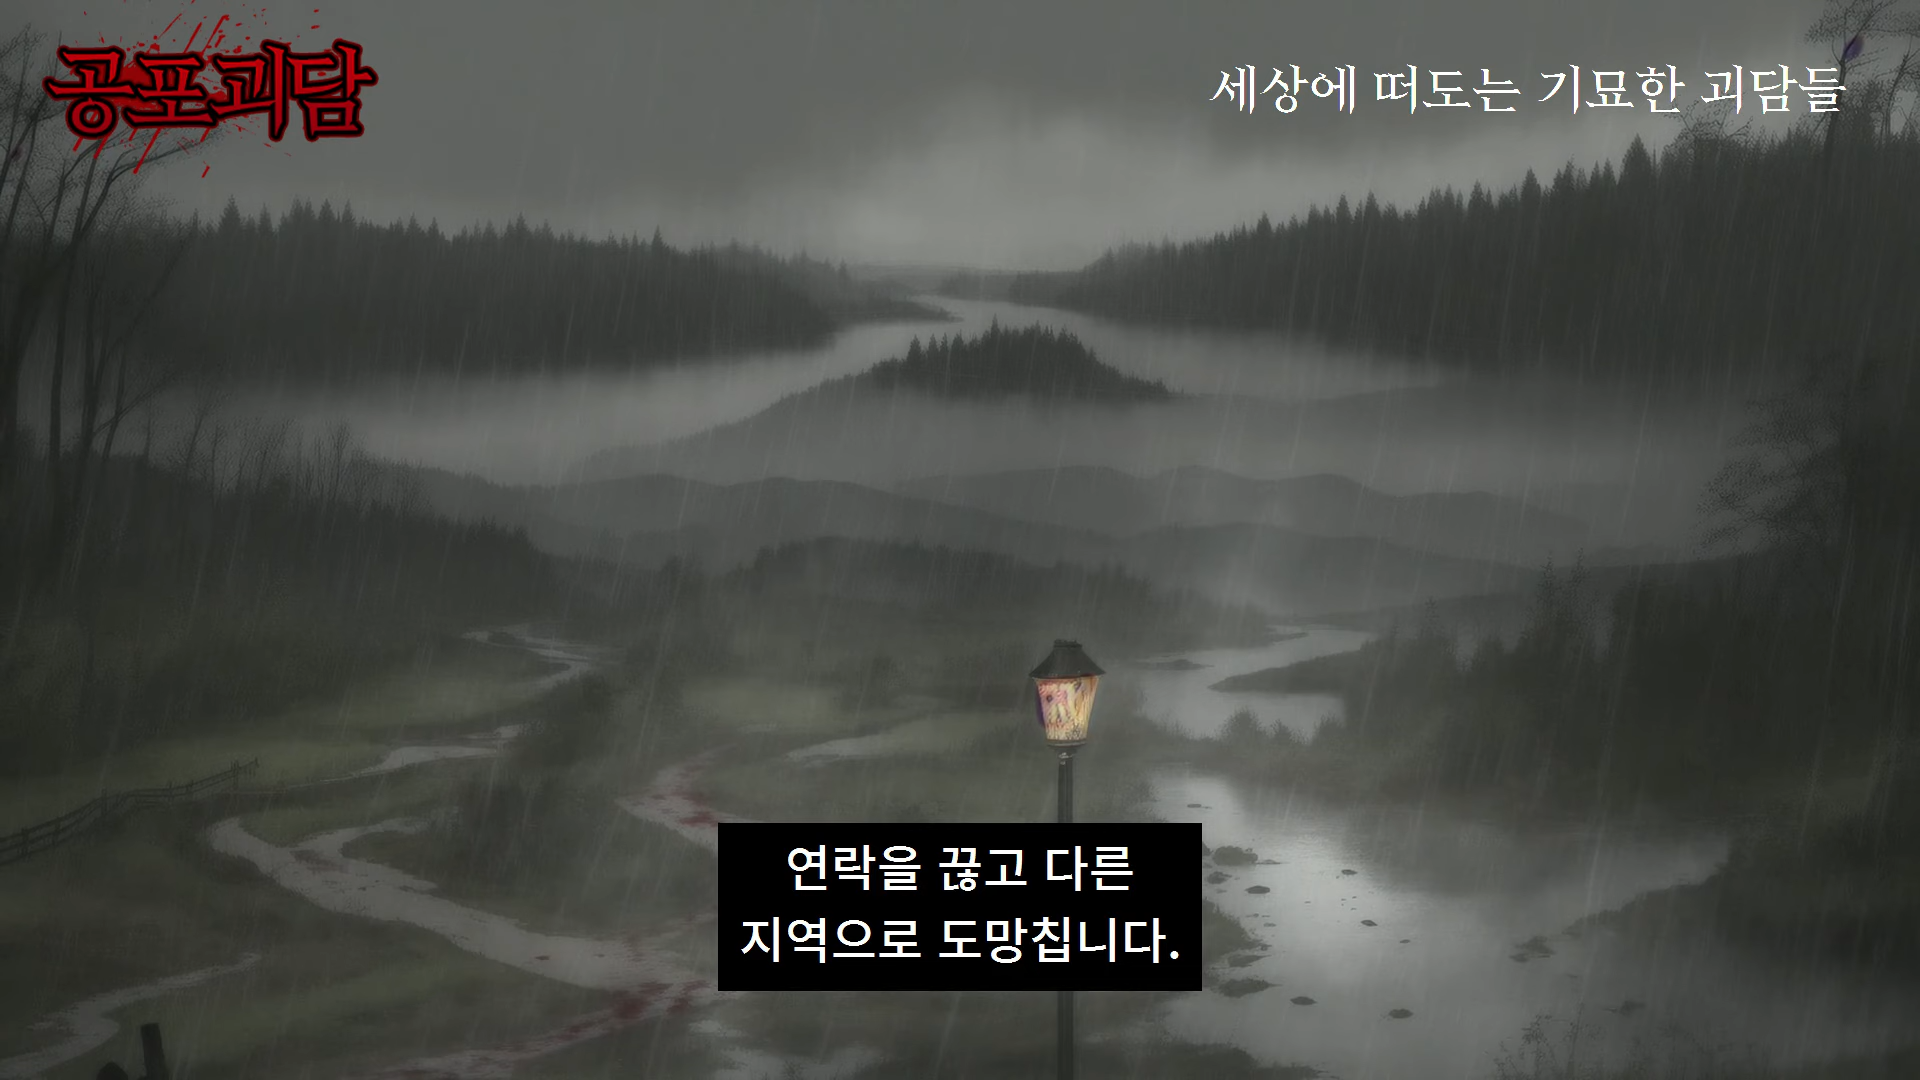 공포괴담
세상에 떠도는 기묘한 괴담들
연락을 끊고 다른
지역으로 도망칩니다.